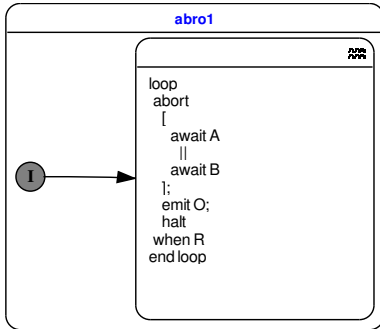 abro1
loop
abort
[
await A
||
await B
];
emit O;
halt
when R
end loop
I